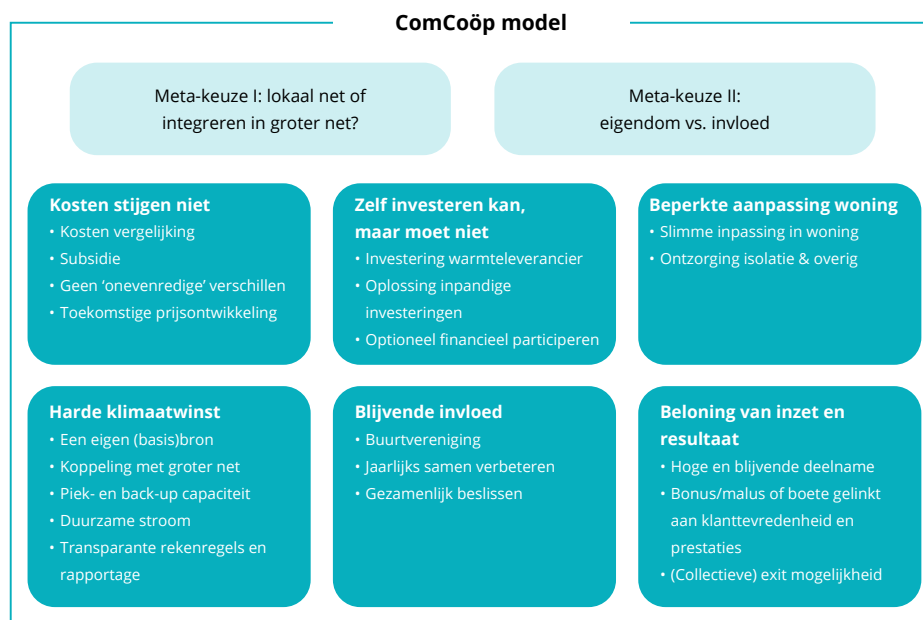 ComCoöp model
Meta-keuze I: lokaal net of
integreren in groter net?
Meta-keuze II:
eigendom vs. invloed
Kosten stijgen niet
• Kosten vergelijking
• Subsidie
• Geen ‘onevenredige’ verschillen
• Toekomstige prijsontwikkeling
Zelf investeren kan,
maar moet niet
• Investering warmteleverancier
• Oplossing inpandige
investeringen
• Optioneel financieel participeren
Beperkte aanpassing woning
• Slimme inpassing in woning
• Ontzorging isolatie & overig
Harde klimaatwinst
• Een eigen (basis)bron
• Koppeling met groter net
• Piek- en back-up capaciteit
• Duurzame stroom
• Transparante rekenregels en
rapportage
Blijvende invloed
• Buurtvereniging
• Jaarlijks samen verbeteren
• Gezamenlijk beslissen
Beloning van inzet en
resultaat
• Hoge en blijvende deelname
• Bonus/malus of boete gelinkt
aan klanttevredenheid en
prestaties
• (Collectieve) exit mogelijkheid